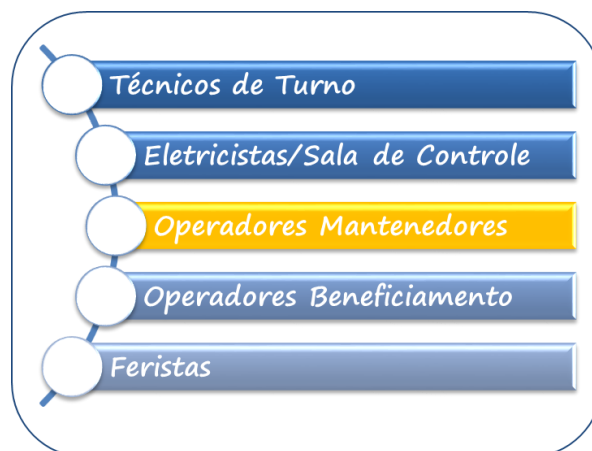 Técnicos de Turno
Eletricistas/Sala de Controle
Operadores Mantenedores
Operadores Beneficiamento
Feristas